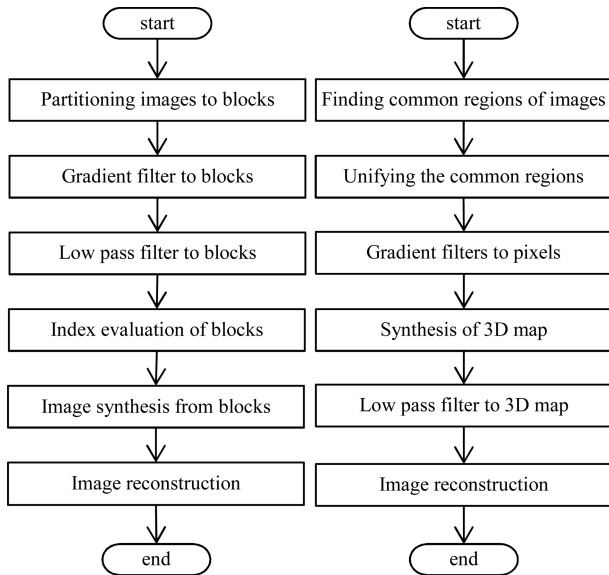 start
Partitioning images to blocks
Gradient filter to blocks
Low pass filter to blocks
Index evaluation of blocks
Image synthesis from blocks
Image reconstruction
end
start
Finding common regions of images
Unifying the common regions
Gradient filters to pixels
Synthesis of 3D map
Low pass filter to 3D map
Image reconstruction
end